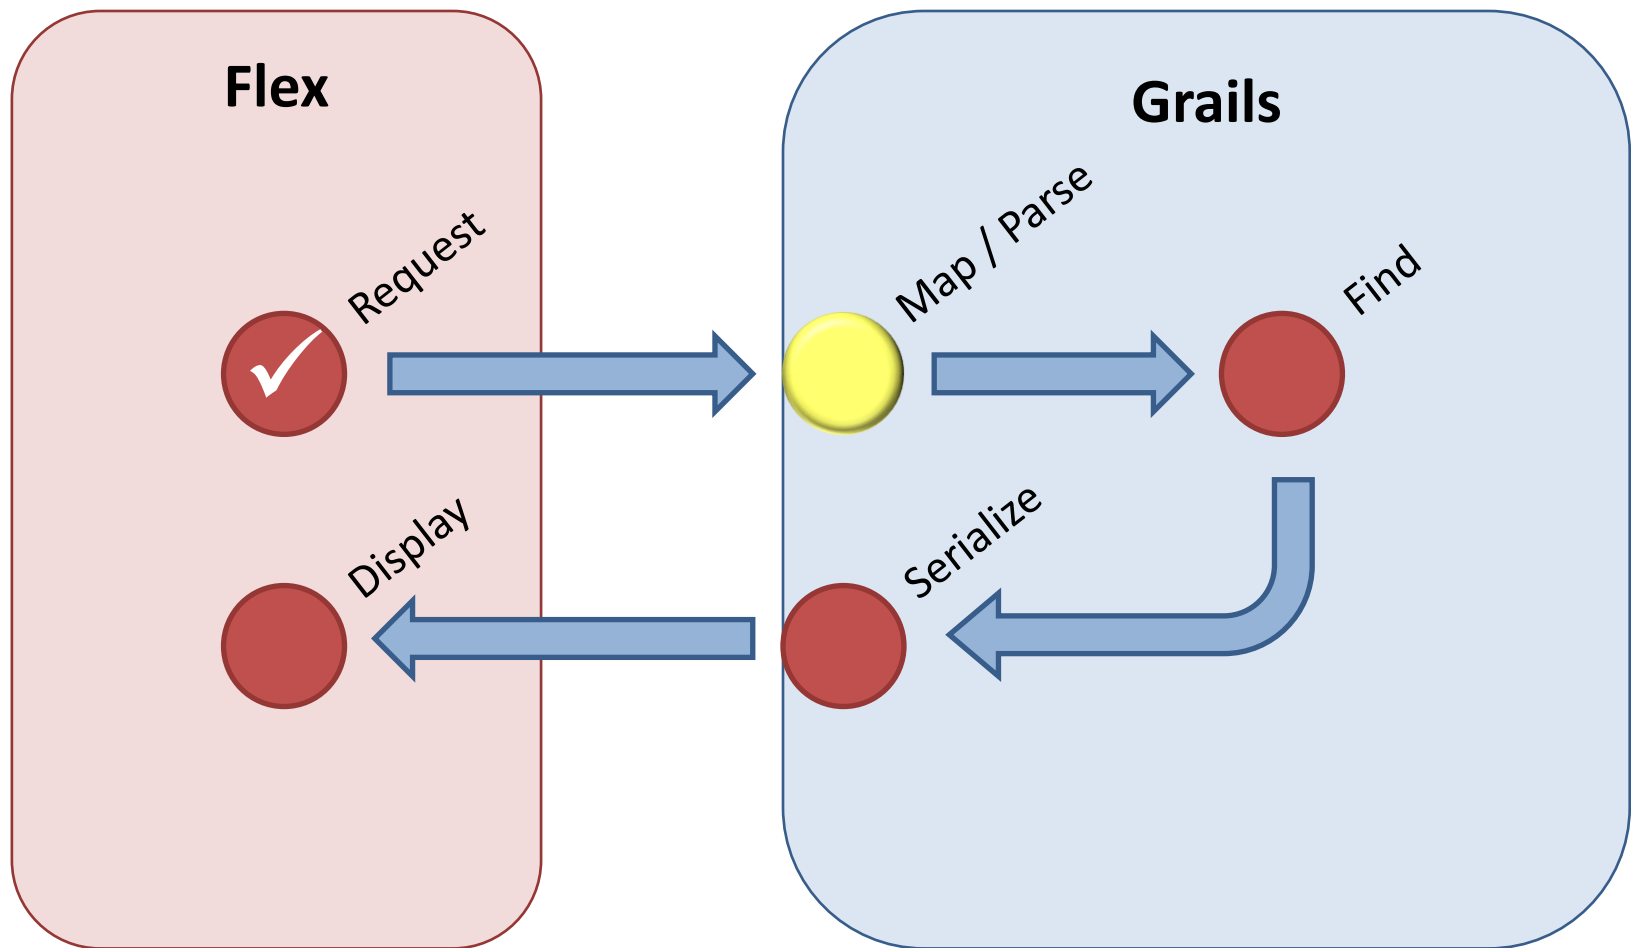 Flex
Grails
Request
Map / Parse
Find
Display
Serialize